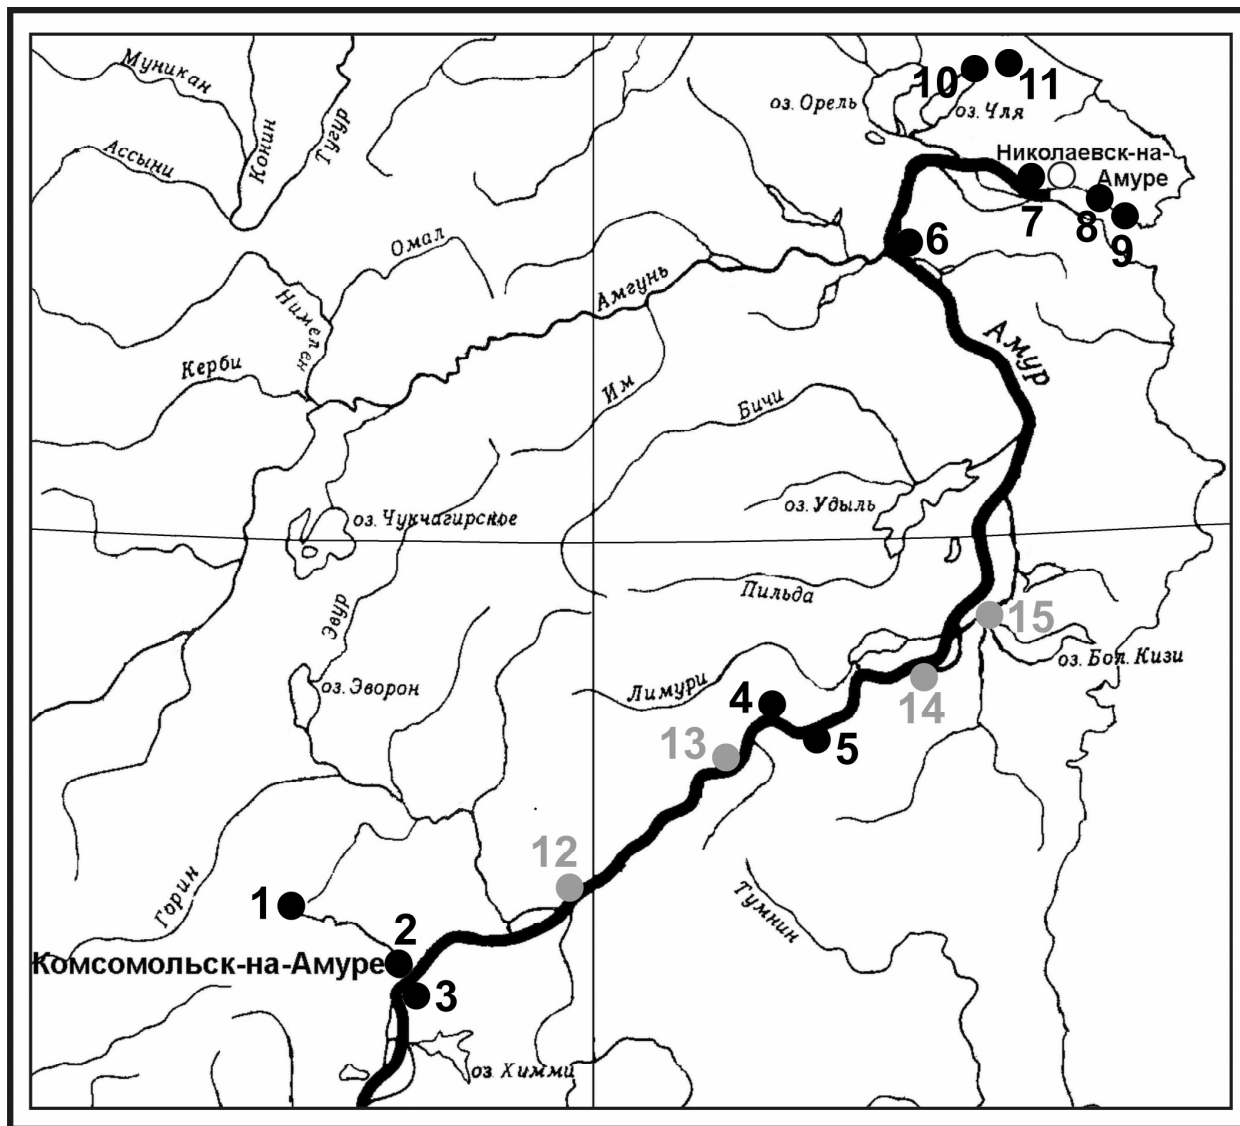 Муникан
Конин
Тугур
Ассыни
10
11
оз. Орель
оз. Чля
Николаевск-на-
Амуре
7
8
9
6
Омал
Амгунь
Нимелен
Керби
Им
Амур
Бичи
оз. Чукчагирское
оз. Удыль
Эвур
Пильда
15
оз. Бол. Кизи
оз. Эворон
Лимури
4
14
13
5
12
Горин
1
Тумнин
2
Комсомольск-на-Амуре
3
оз. Химми